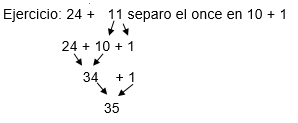 Ejercicio: 24 + 11 separo el once en 10 + 1
24 + 10 + 1
34 + 1
35